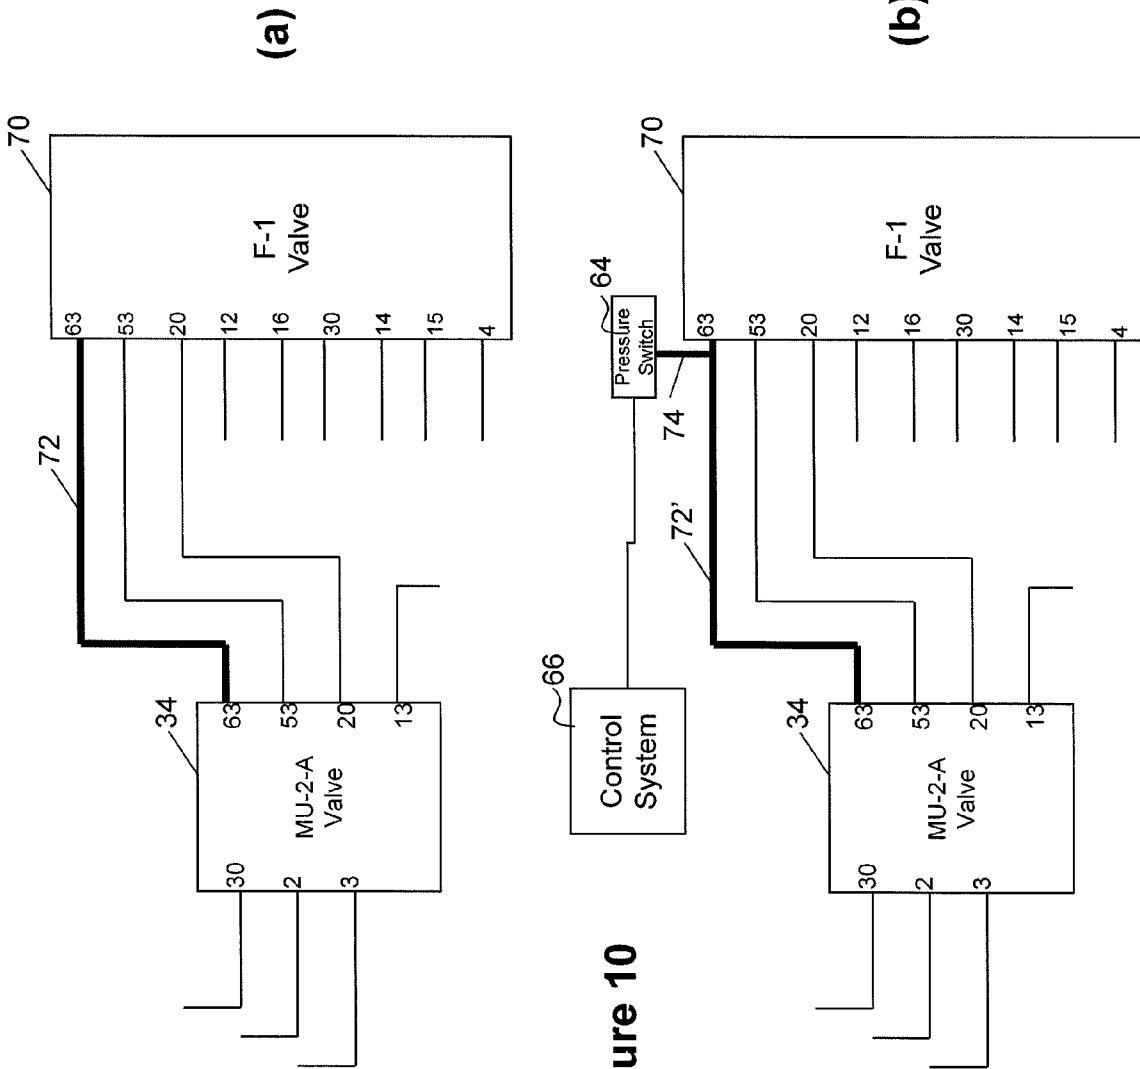 (a)
70
F-1
Valve
63
53
20
12
16
30
14
15
4
72
34
63
53
20
13
MU-2-A
Valve
30
2
3
(b)
70
F-1
Valve
64
Pressure
Switch
63
53
20
12
16
30
14
15
4
74
72'
66
Control
System
34
63
53
20
13
MU-2-A
Valve
30
2
3
ure 10